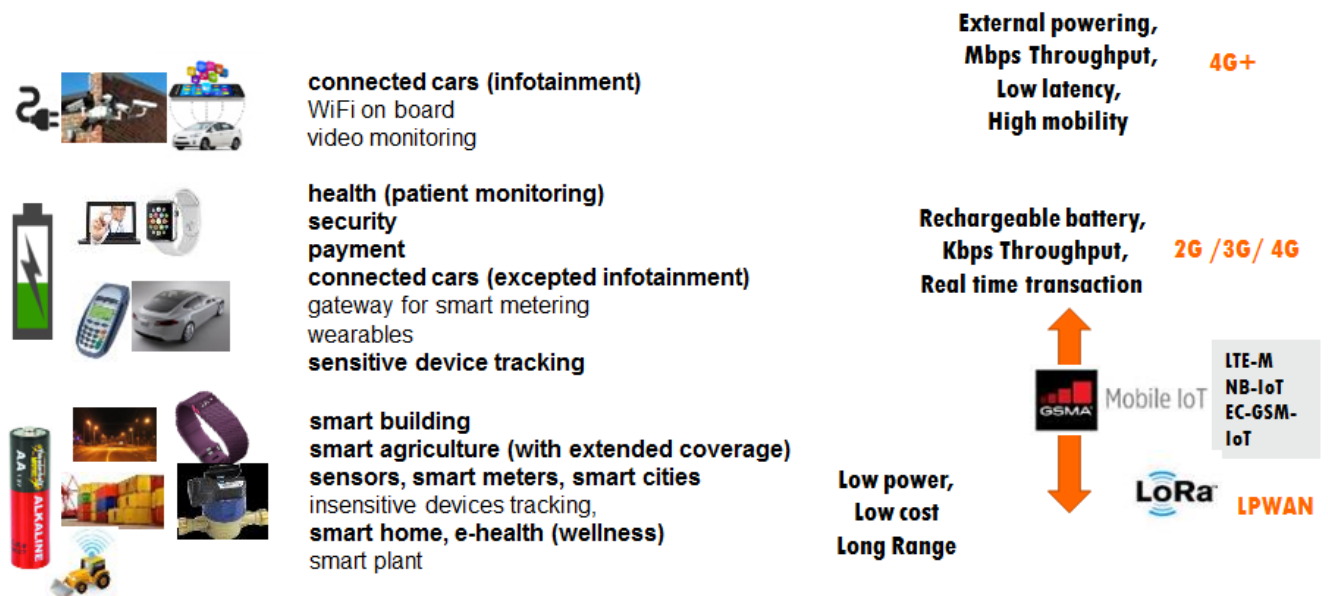 connected cars (infotainment)
WiFi on board
video monitoring
External powering,
Mbps Throughput,
Low latency,
High mobility
4G+
health (patient monitoring)
security
payment
connected cars (excepted infotainment)
gateway for smart metering
wearables
sensitive device tracking
Rechargeable battery,
Kbps Throughput,
Real time transaction
2G /3G/ 4G
GSMA
Mobile IoT
LTE-M
NB-IoT
EC-GSM-
IoT
AA
ALKALINE
smart building
smart agriculture (with extended coverage)
sensors, smart meters, smart cities
insensitive devices tracking,
smart home, e-health (wellness)
smart plant
Low power,
Low cost
Long Range
LoRa
LPWAN